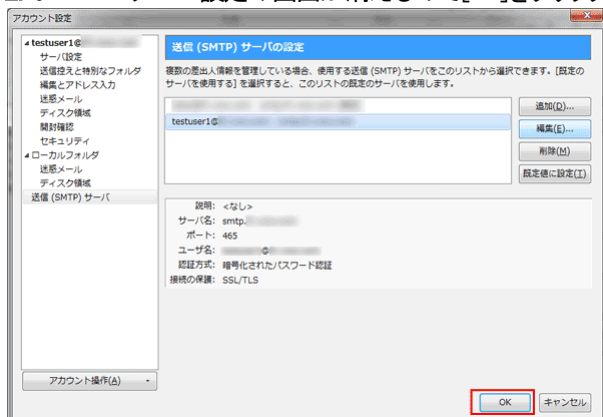 アカウント設定
testuser1@
サーバ設定
送信控えと特別なフォルダ
編集とアドレス入力
迷惑メール
ディスク領域
開封確認
セキュリティ
ローカルフォルダ
迷惑メール
ディスク領域
送信 (SMTP) サーバ
アカウント操作(A)
送信 (SMTP) サーバの設定
複数の差出人情報を管理している場合、使用する送信 (SMTP) サーバをこのリストから選択できます。[既定の
サーバを使用する] を選択すると、このリストの既定のサーバを使用します。
testuser1@
追加(D)...
編集(E)...
削除(M)
既定値に設定(T)
説明: <なし>
サーバ名: smtp.
ポート: 465
ユーザ名:
認証方式: 暗号化されたパスワード認証
接続の保護: SSL/TLS
OK
キャンセル